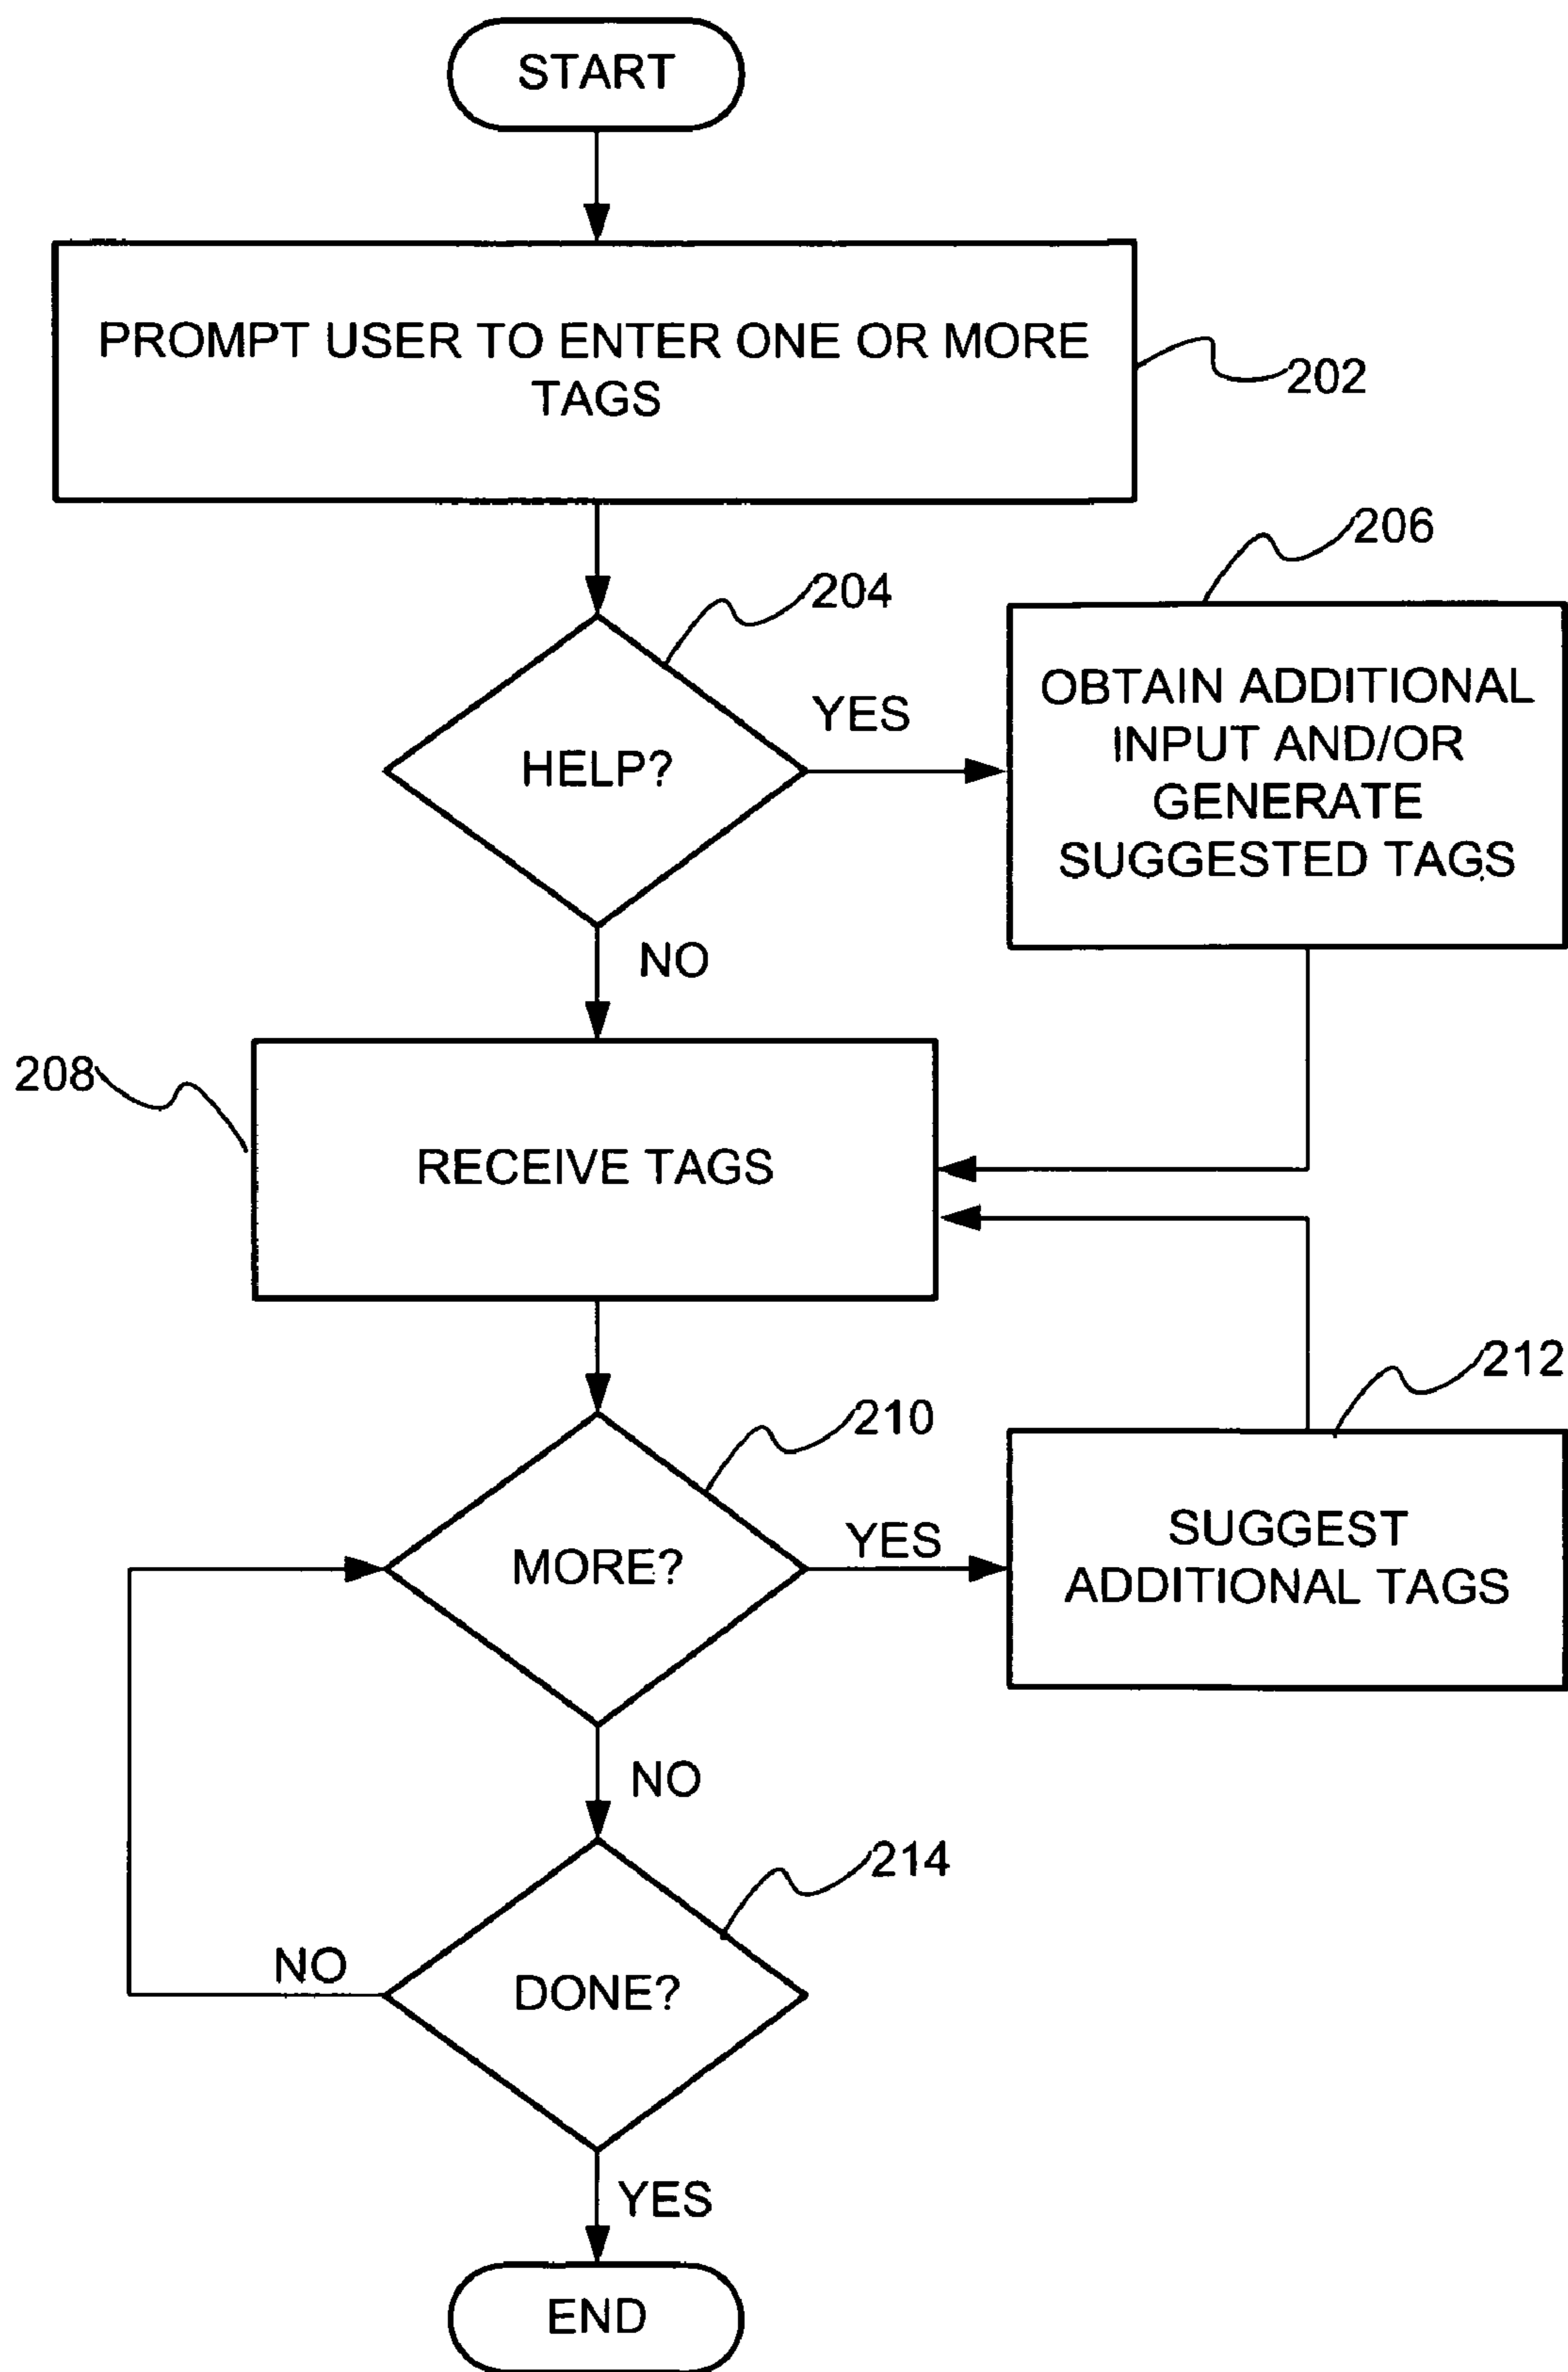 START
PROMPT USER TO ENTER ONE OR MORE
TAGS
202
206
204
OBTAIN ADDITIONAL
INPUT AND/OR
GENERATE
SUGGESTED TAGS
YES
HELP?
NO
208
RECEIVE TAGS
212
210
SUGGEST
ADDITIONAL TAGS
YES
MORE?
NO
214
NO
DONE?
YES
END